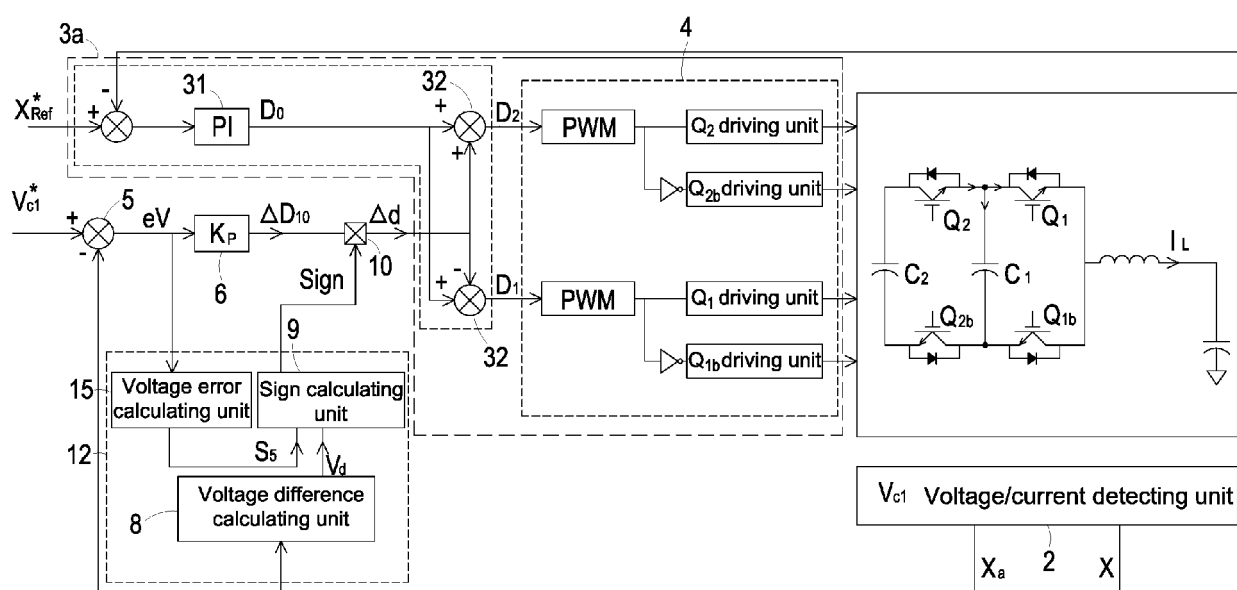 3a
4
X*Ref
+
-
31
PI
D0
32
+
+
D2
PWM
Q2 driving unit
Q2b driving unit
V*c1
5
+
-
eV
KP
6
ΔD10
10
Δd
Sign
-
+
32
D1
PWM
Q1 driving unit
Q1b driving unit
Q2
Q1
C2
C1
IL
Q2b
Q1b
9
15
Voltage error
calculating unit
Sign calculating
unit
12
S5
Vd
8
Voltage difference
calculating unit
Vc1 Voltage/current detecting unit
2
Xa
X